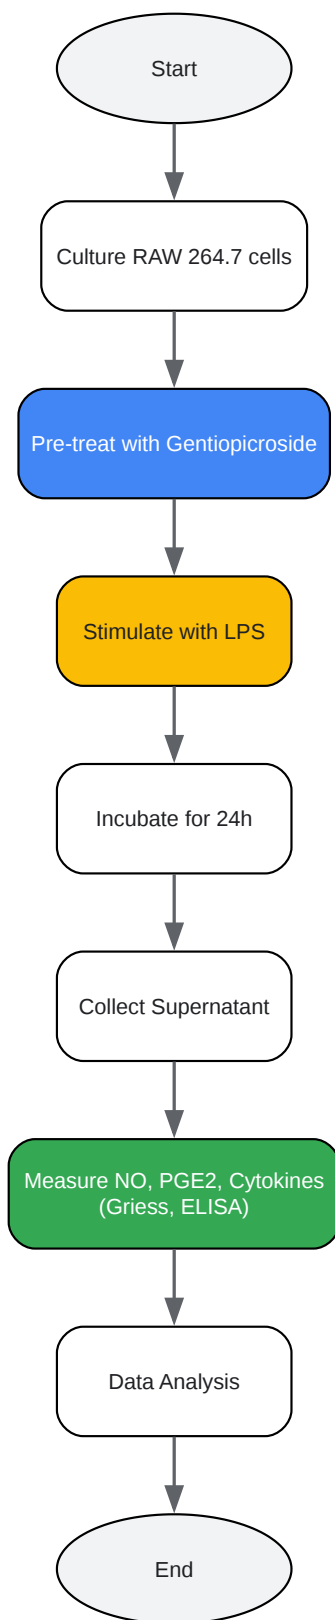 Start
Culture RAW 264.7 cells
Pre-treat with Gentiopicroside
Stimulate with LPS
Incubate for 24h
Collect Supernatant
Measure NO, PGE2, Cytokines
(Griess, ELISA)
Data Analysis
End